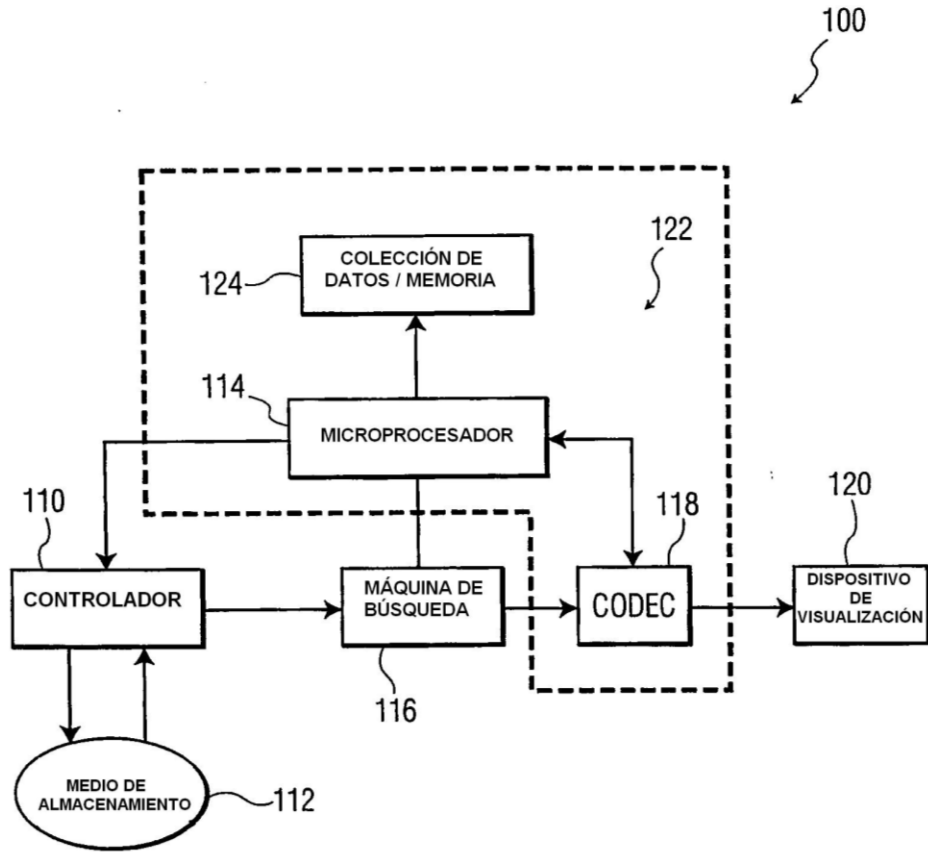 100
COLECCIÓN DE
DATOS / MEMORIA
124
122
114
MICROPROCESADOR
110
118
120
CONTROLADOR
MÁQUINA DE
BÚSQUEDA
CODEC
DISPOSITIVO
DE
VISUALIZACIÓN
116
MEDIO DE
ALMACENAMIENTO
112